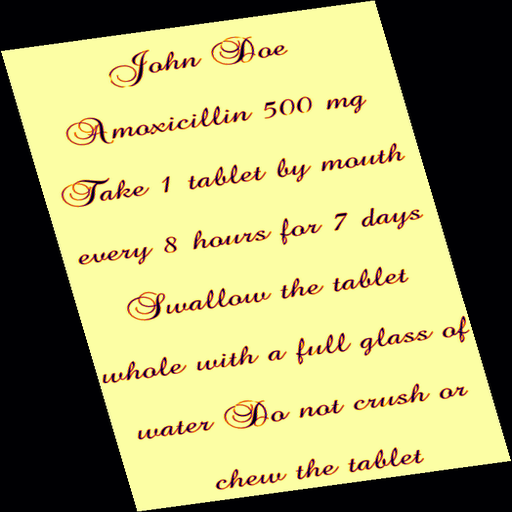 John Doe
Amoxicillin 500 mg
Take 1 tablet by mouth
every 8 hours for 7 days
Swallow the tablet
whole with a full glass of
water Do not crush or
chew the tablet